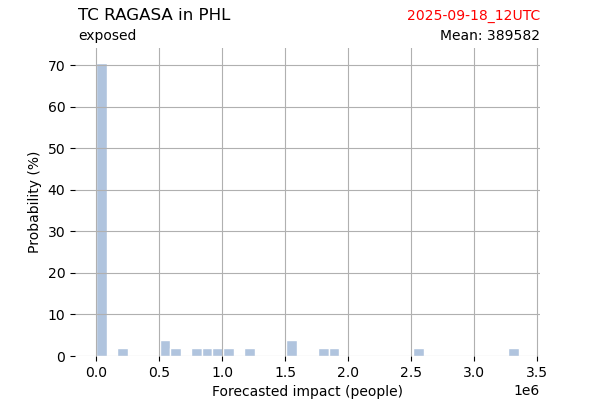 TC RAGASA in PHL
2025-09-18_12UTC
exposed
Mean: 389582
70
60
50
40
30
20
10
0
Probability (%)
0.0 0.5 1.0 1.5 2.0 2.5 3.0 3.5
1e6
Forecasted impact (people)